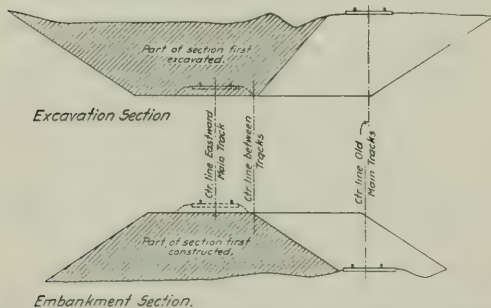 Part of section first
excavated.
Excavation Section
Ctr. line Eastward
Main Track
Ctr. line between
Tracks
Ctr. line Old
Main Tracks
Part of section first
constructed.
Embankment Section.